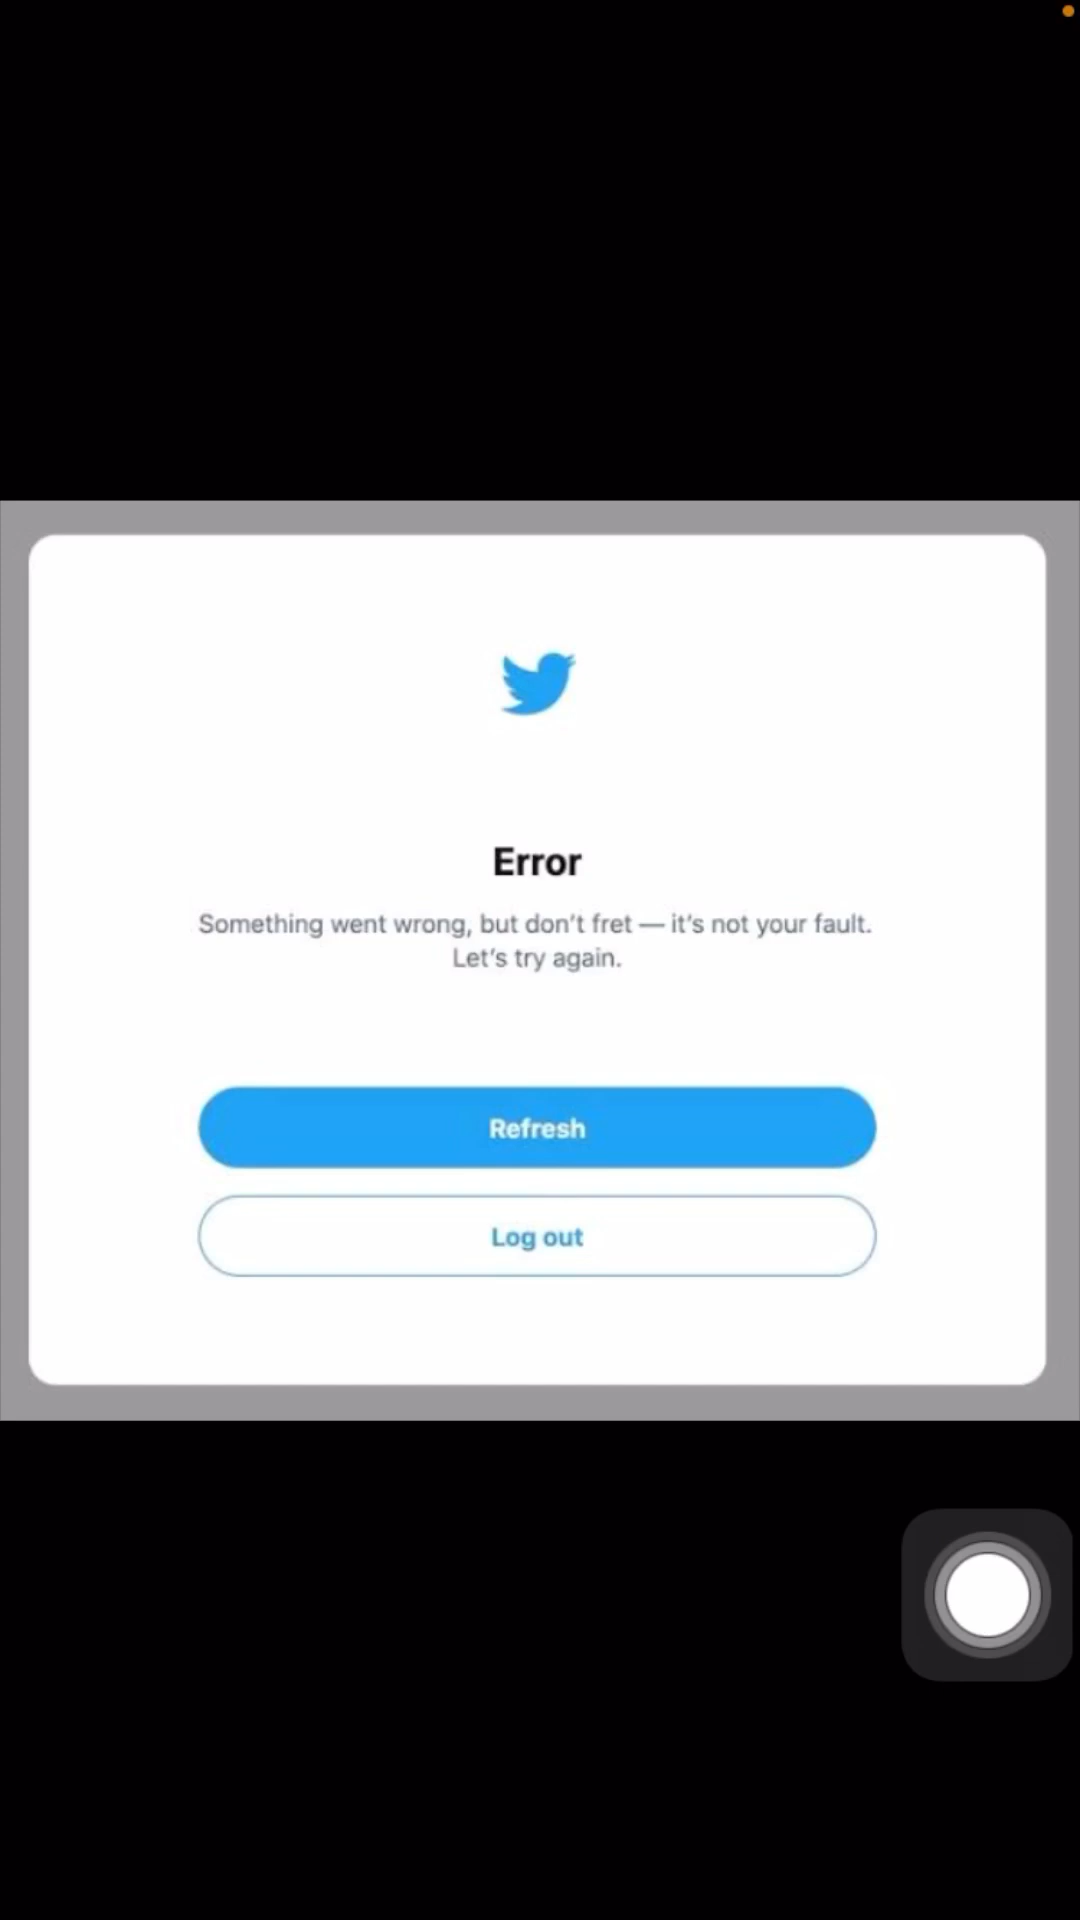 Error
Something went wrong, but don’t fret — it’s not your fault.
Let’s try again.
Refresh
Log out